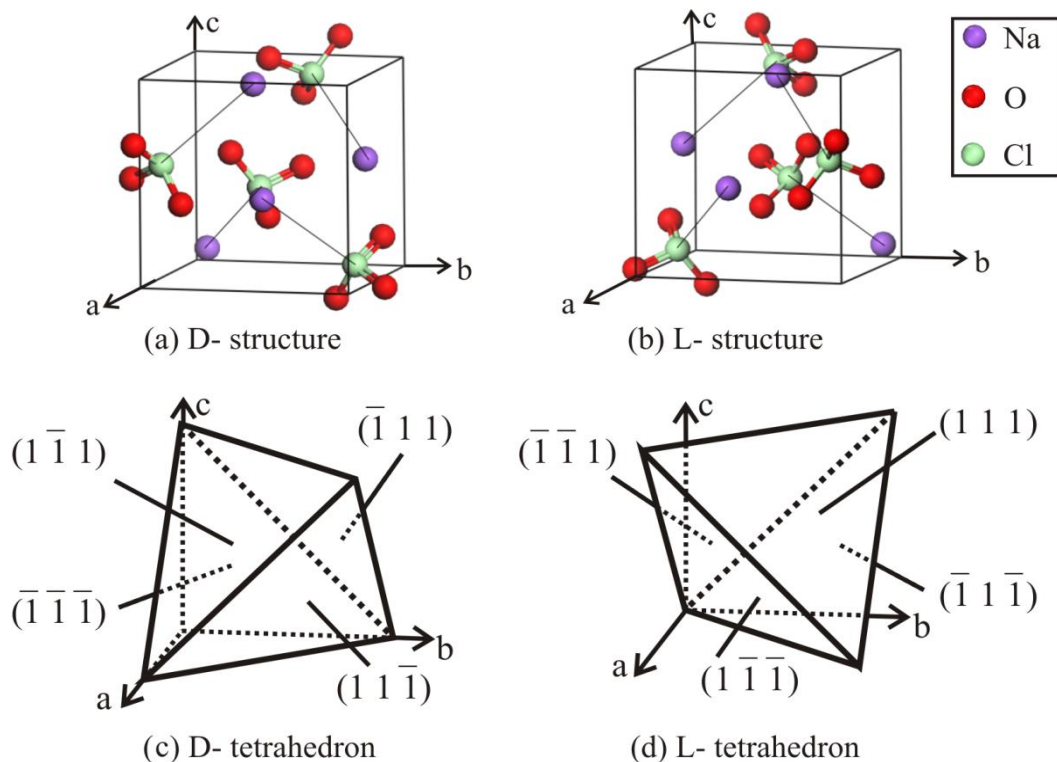 c
b
a
(a) D- structure
c
b
a
(b) L- structure
Na
O
Cl
c
b
a
(1 1̅ 1)
(1̅ 1 1)
(1̅ 1̅ 1̅)
(1 1 1̅)
(c) D- tetrahedron
c
b
a
(1̅ 1̅ 1)
(1 1 1)
(1̅ 1 1̅)
(1 1̅ 1̅)
(d) L- tetrahedron